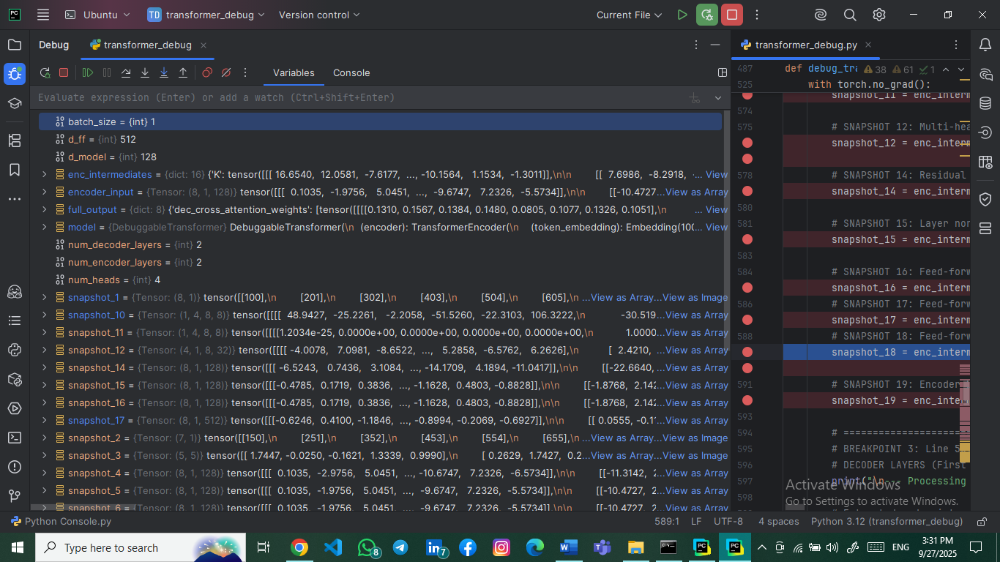 PC Ubuntu TD transformer_debug Version control Current File
Debug transformer_debug
transformer_debug.py
Variables Console
Evaluate expression (Enter) or add a watch (Ctrl+Shift+Enter)
batch_size = {int} 1
d_ff = {int} 512
d_model = {int} 128
enc_intermediates = {dict: 16} {'K': tensor([[[ 16.6540, 12.0581, -7.6177, ..., -10.1564, 1.1534, -1.3011]],\n\n [[ 7.6986, -8.2918, ... View
encoder_input = {Tensor: (8, 1, 128)} tensor([[[ 0.1035, -1.9756, 5.0451, ..., -9.6747, 7.2326, -5.5734]],\n\n [[-10.4727...View as Array
full_output = {dict: 8} {'dec_cross_attention_weights': [tensor([[[[0.1310, 0.1567, 0.1384, 0.1480, 0.0805, 0.1077, 0.1326, 0.1051],\n ... View
model = {DebuggableTransformer} DebuggableTransformer(\n (encoder): TransformerEncoder(\n (token_embedding): Embedding(100... View
num_decoder_layers = {int} 2
num_encoder_layers = {int} 2
num_heads = {int} 4
snapshot_1 = {Tensor: (8, 1)} tensor([[100],\n [201],\n [302],\n [403],\n [504],\n [605],\n ...View as Array...View as Image
snapshot_10 = {Tensor: (1, 4, 8, 8)} tensor([[[[ 48.9427, -25.2261, -2.2058, -51.5260, -22.3103, 106.3222,\n -30.519...View as Array
snapshot_11 = {Tensor: (1, 4, 8, 8)} tensor([[[[1.2034e-25, 0.0000e+00, 0.0000e+00, 0.0000e+00, 0.0000e+00,\n 1.0000...View as Array
snapshot_12 = {Tensor: (4, 1, 8, 32)} tensor([[[[ -4.0078, 7.0981, -8.6522, ..., 5.2858, -6.5762, 6.2626],\n [ 2.4210, ...View as Array
snapshot_14 = {Tensor: (8, 1, 128)} tensor([[[ -6.5243, 0.7436, 3.1084, ..., -14.1709, 4.1894, -11.0417]],\n\n [[-22.6640, ...View as Array
snapshot_15 = {Tensor: (8, 1, 128)} tensor([[[-0.4785, 0.1719, 0.3836, ..., -1.1628, 0.4803, -0.8828]],\n\n [[-1.8768, 2.142...View as Array
snapshot_16 = {Tensor: (8, 1, 128)} tensor([[[-0.4785, 0.1719, 0.3836, ..., -1.1628, 0.4803, -0.8828]],\n\n [[-1.8768, 2.142...View as Array
snapshot_17 = {Tensor: (8, 1, 512)} tensor([[[-0.6246, 0.4100, -1.1846, ..., -0.8994, -0.2069, -0.6927]],\n\n [[ 0.0555, -0.1...View as Array
snapshot_2 = {Tensor: (7, 1)} tensor([[150],\n [251],\n [352],\n [453],\n [554],\n [655],\n ...View as Array...View as Image
snapshot_3 = {Tensor: (5, 5)} tensor([[ 1.7447, -0.0250, -0.1621, 1.3339, 0.9990],\n [ 0.2629, 1.7427, 0.2...View as Array...View as Image
snapshot_4 = {Tensor: (8, 1, 128)} tensor([[[ 0.1035, -2.9756, 5.0451, ..., -10.6747, 7.2326, -6.5734]],\n\n [[-11.3142, 2...View as Array
snapshot_5 = {Tensor: (8, 1, 128)} tensor([[[ 0.1035, -1.9756, 5.0451, ..., -9.6747, 7.2326, -5.5734]],\n\n [[-10.4727, 2...View as Array
snapshot_6 = {Tensor: (8, 1, 128)} tensor([[[ 0.1035, -1.9756, 5.0451, ..., -9.6747, 7.2326, -5.5734]],\n\n [[-10.4727, 2...View as Array
487 def debug_tra 38 61 1
525 with torch.no_grad():
snapshot_11 = enc_interm
574
575 # SNAPSHOT 12: Multi-hea
snapshot_12 = enc_interm
578 # SNAPSHOT 14: Residual
snapshot_14 = enc_interm
580
581 # SNAPSHOT 15: Layer nor
snapshot_15 = enc_interm
583
584 # SNAPSHOT 16: Feed-forw
snapshot_16 = enc_interm
586 # SNAPSHOT 17: Feed-forw
snapshot_17 = enc_interm
588 # SNAPSHOT 18: Feed-forw
snapshot_18 = enc_interm
591 # SNAPSHOT 19: Encoder
snapshot_19 = enc_inte
593
594 # =====================
595 # BREAKPOINT 3: Line 5
596 # DECODER LAYERS (First
597 print("\n-- Processing
598
Activate Windows
Go to Settings to activate Windows.
Python Console.py 589:1 LF UTF-8 4 spaces Python 3.12 (transformer_debug)
Type here to search 8 7 PC PC ENG 3:31 PM
9/27/2025